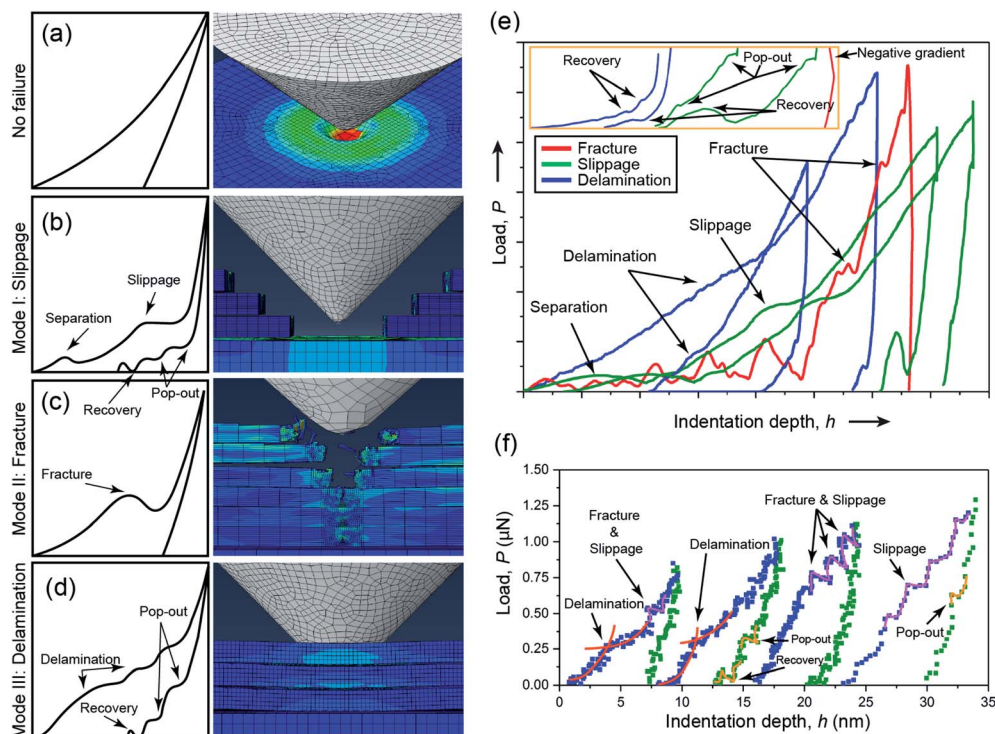 (a)
No failure
(b)
Mode I: Slippage
Slippage
Separation
Recovery
Pop-out
(c)
Mode II: Fracture
Fracture
(d)
Mode III: Delamination
Pop-out
Delamination
Recovery
(e)
Negative gradient
Pop-out
Recovery
Recovery
Fracture
Slippage
Delamination
Fracture
Slippage
Delamination
Separation
Load, P
Indentation depth, h
(f)
1.50
1.25
1.00
0.75
0.50
0.25
0.00
Load, P (µN)
Fracture & Slippage
Fracture
&
Slippage
Delamination
Slippage
Delamination
Pop-out
Pop-out
Recovery
0 5 10 15 20 25 30 35
Indentation depth, h (nm)